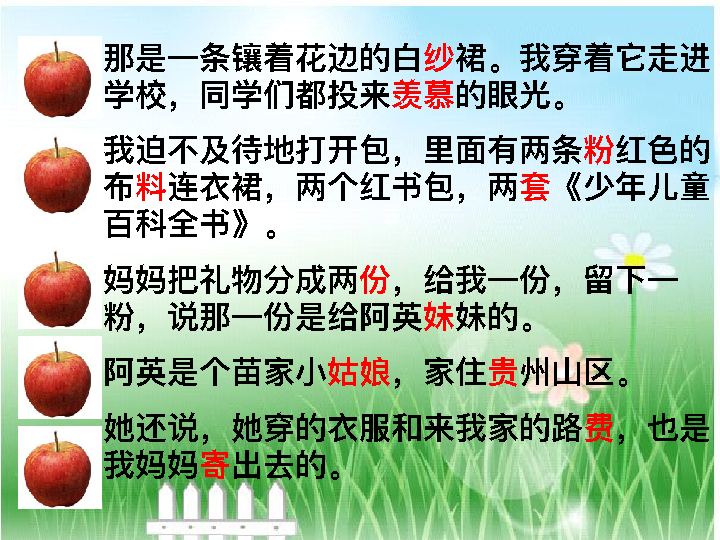 那是一条镶着花边的白纱裙。我穿着它走进
学校，同学们都投来羡慕的眼光。
我迫不及待地打开包，里面有两条粉红色的
布料连衣裙，两个红书包，两套《少年儿童
百科全书》。
妈妈把礼物分成两份，给我一份，留下一
粉，说那一份是给阿英妹妹的。
阿英是个苗家小姑娘，家住贵州山区。
她还说，她穿的衣服和来我家的路费，也是
我妈妈寄出去的。